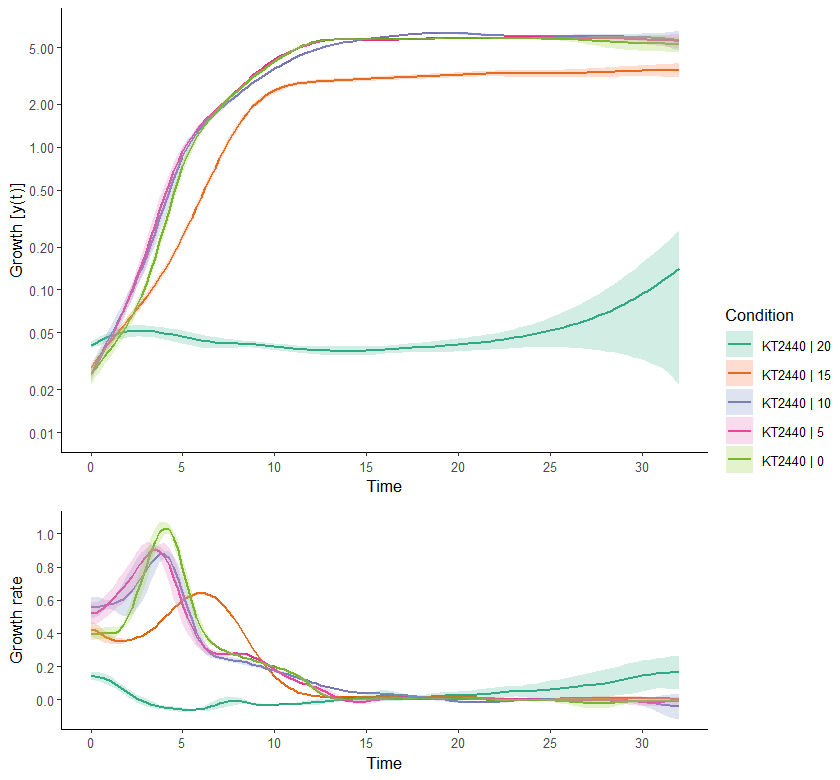 Growth [y(t)]
5.00
2.00
1.00
0.50
0.20
0.10
0.05
0.02
0.01
0 5 10 15 20 25 30
Time
Condition
KT2440 | 20
KT2440 | 15
KT2440 | 10
KT2440 | 5
KT2440 | 0
Growth rate
1.0
0.8
0.6
0.4
0.2
0.0
0 5 10 15 20 25 30
Time